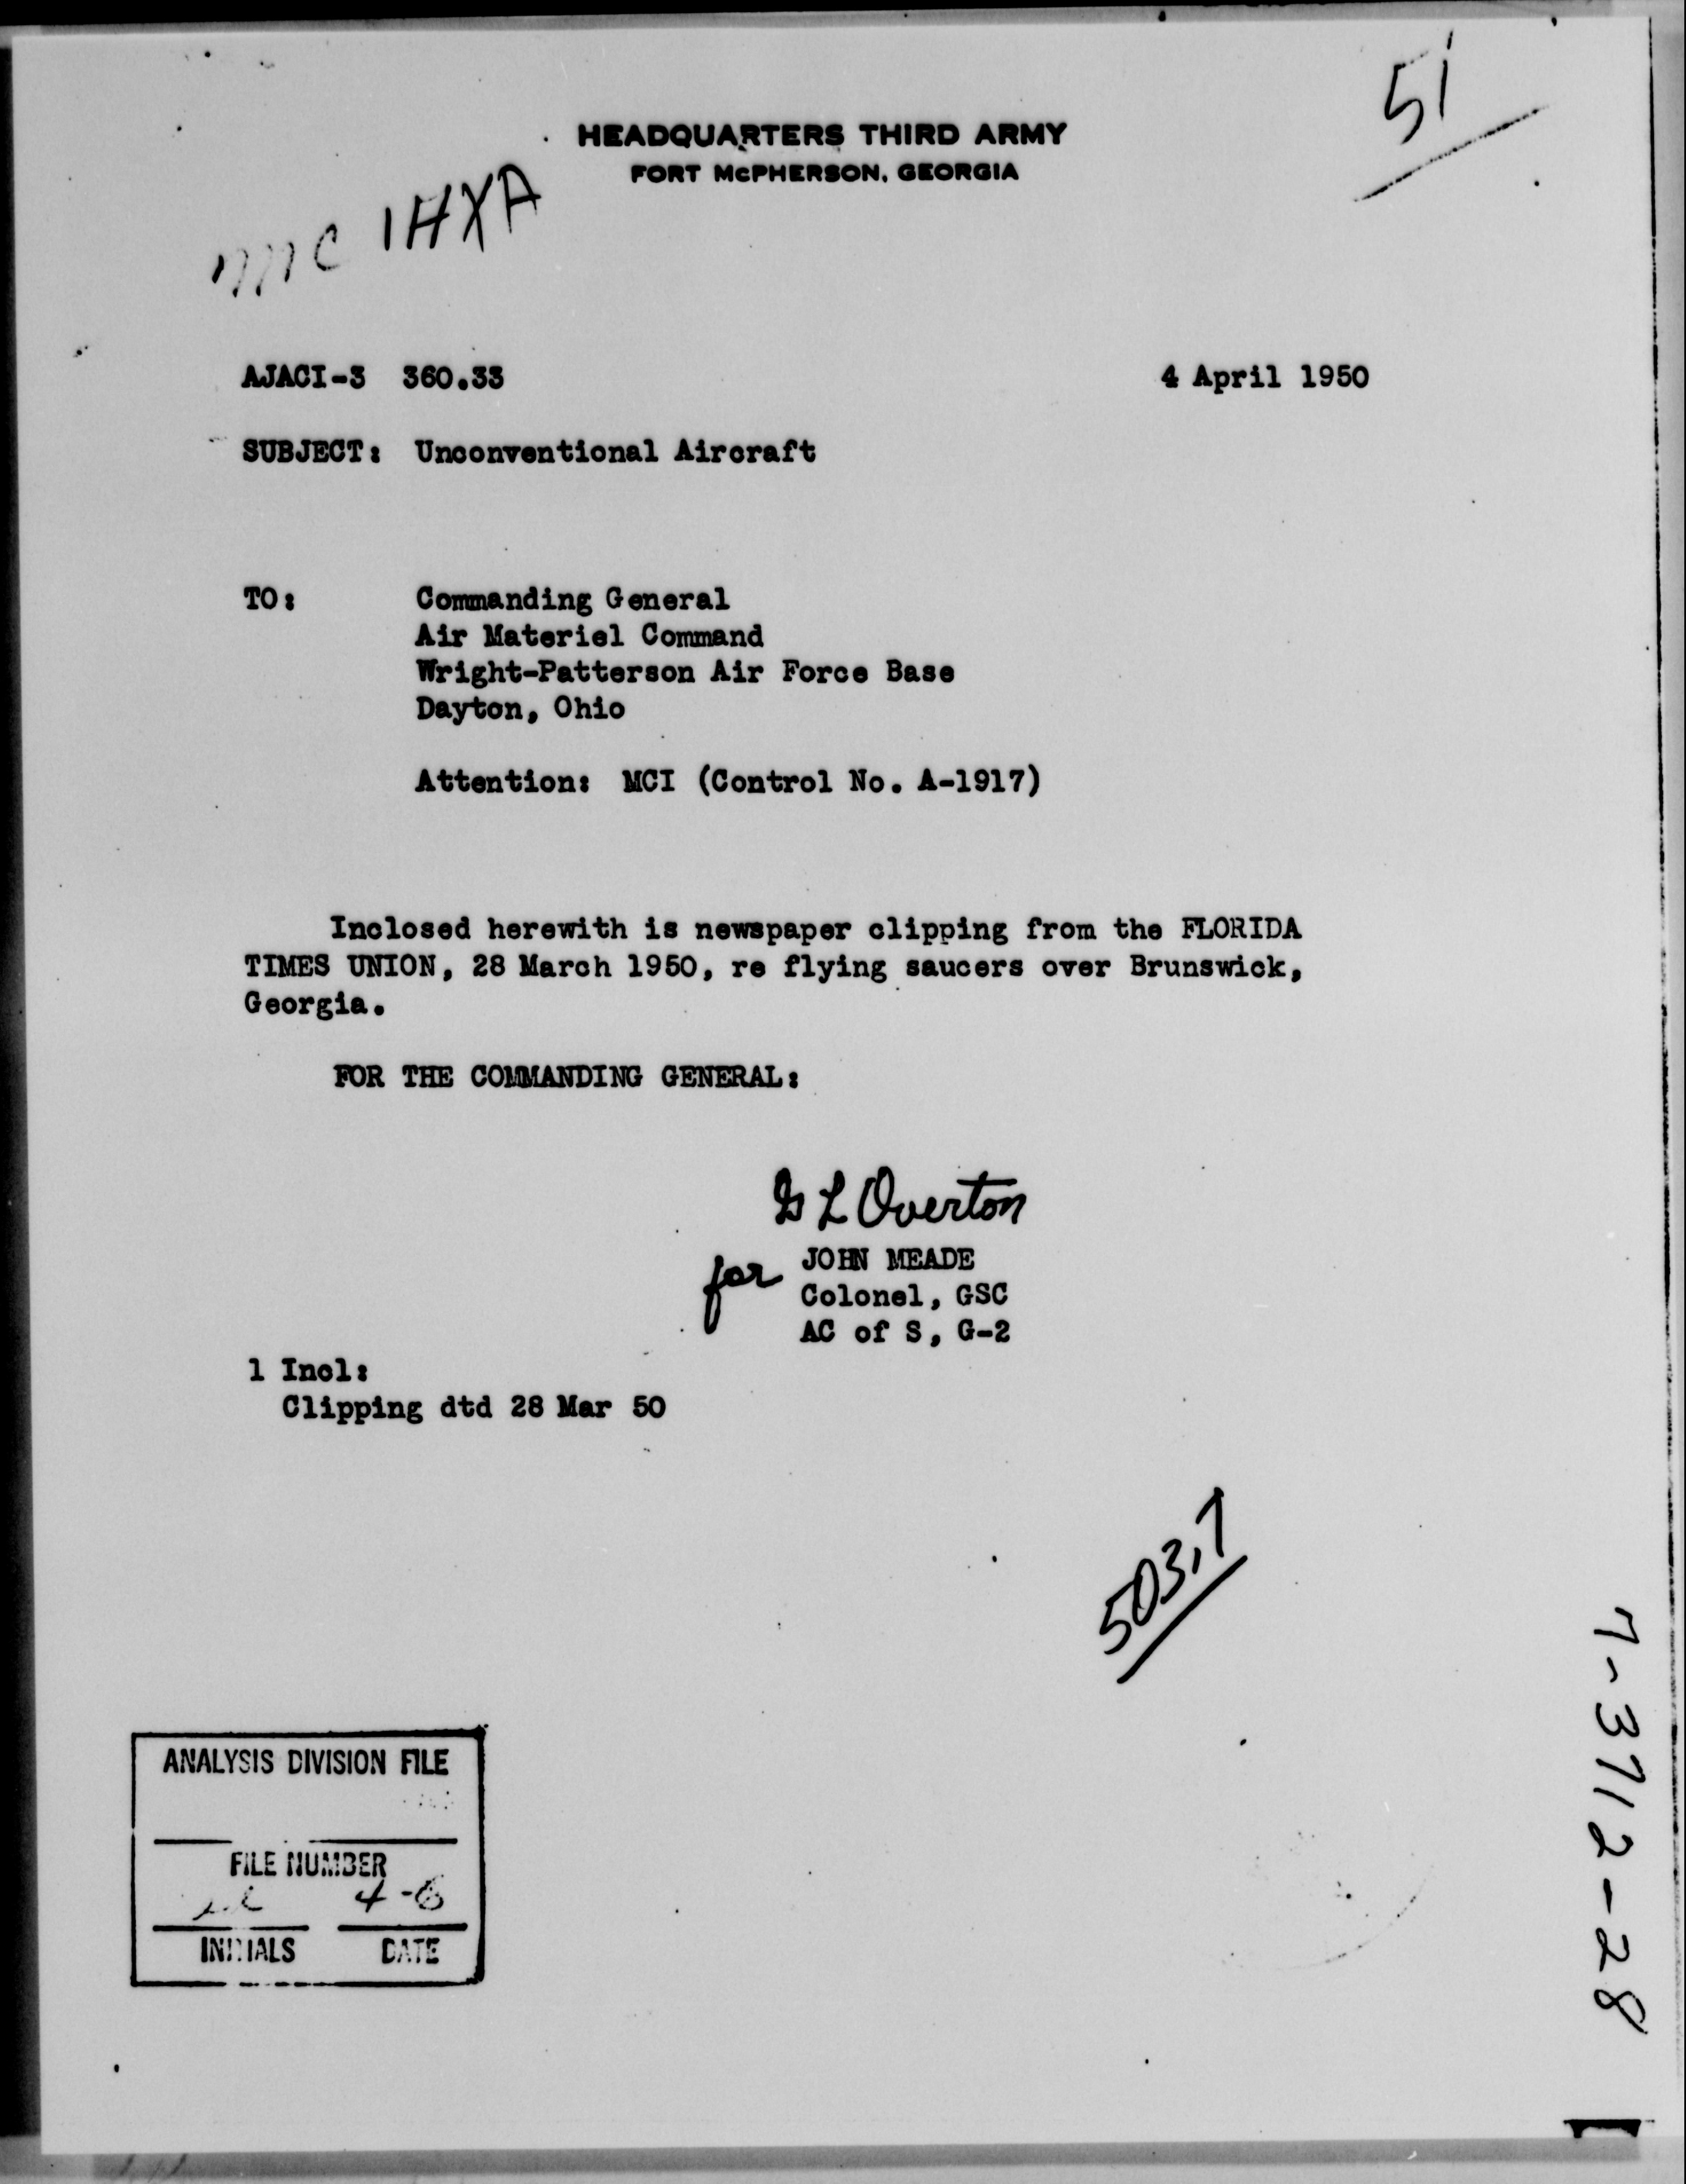 51
HEADQUARTERS THIRD ARMY
FORT McPHERSON, GEORGIA
1HXA
AJACI-3 360.33
4 April 1950
SUBJECT: Unconventional Aircraft
TO: Commanding General
Air Materiel Command
Wright-Patterson Air Force Base
Dayton, Ohio
Attention: MCI (Control No. A-1917)
Inclosed herewith is newspaper clipping from the FLORIDA
TIMES UNION, 28 March 1950, re flying saucers over Brunswick,
Georgia.
FOR THE COMMANDING GENERAL:
L Overton
for JOHN MEADE
Colonel, GSC
AC of S, G-2
1 Incl:
Clipping dtd 28 Mar 50
503.1
7-3712-28
ANALYSIS DIVISION FILE
FILE NUMBER
4-6
INITIALS DATE